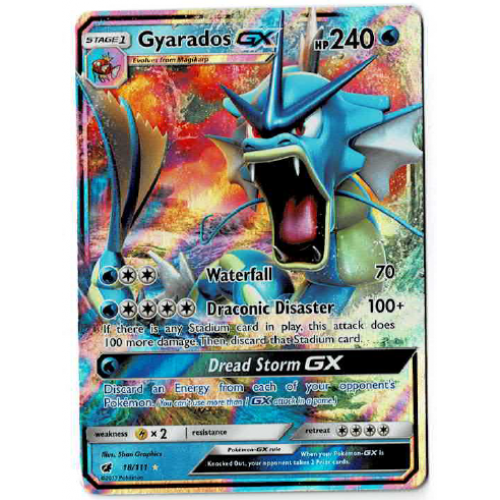 STAGE 1 Gyarados GX HP 240
Evolves from Magikarp
Waterfall 70
Draconic Disaster 100+
If there is any Stadium card in play, this attack does
100 more damage. Then, discard that Stadium card.
Dread Storm GX
Discard an Energy from each of your opponent's
Pokémon. (You can't use more than 1 GX attack in a game.)
weakness × 2 resistance retreat
Illus. 5ban Graphics
Pokémon-GX rule
When your Pokémon-GX is
Knocked Out, your opponent takes 2 Prize cards.
18/111
©2017 Pokémon